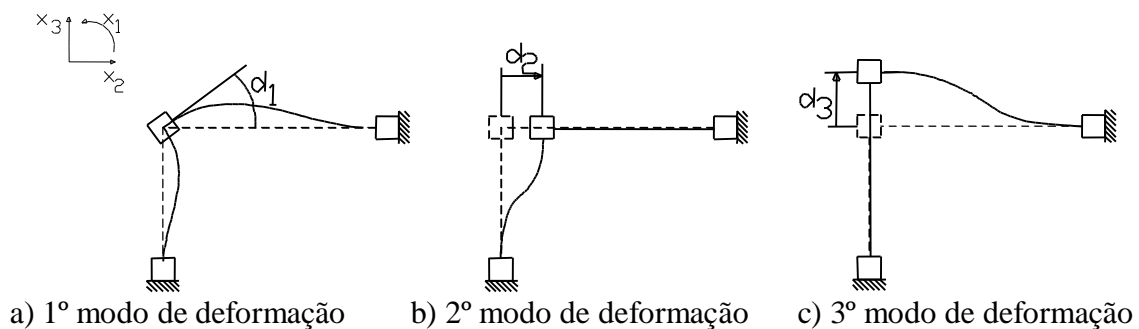 x3 x1
x2
d1
d2
d3
a) 1º modo de deformação b) 2º modo de deformação c) 3º modo de deformação